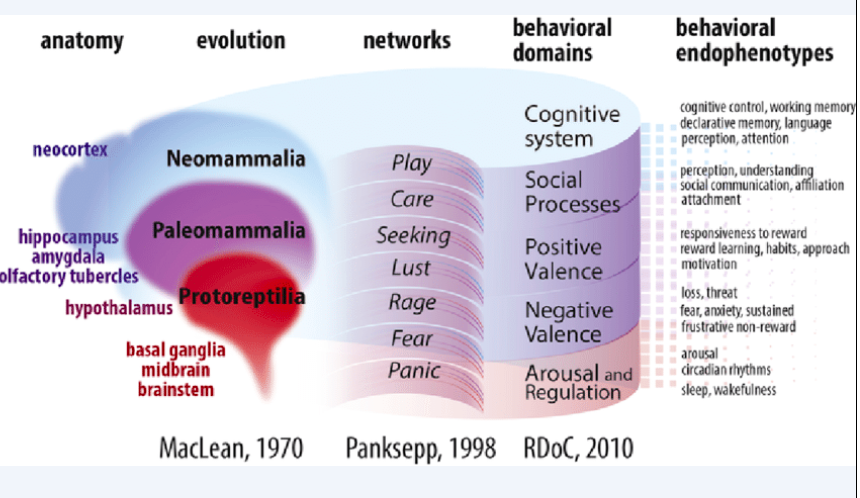 anatomy
evolution
networks
behavioral
domains
behavioral
endophenotypes
neocortex
hippocampus
amygdala
olfactory tubercles
hypothalamus
basal ganglia
midbrain
brainstem
Neomammalia
Paleomammalia
Protoreptilia
Play
Care
Seeking
Lust
Rage
Fear
Panic
Cognitive
system
Social
Processes
Positive
Valence
Negative
Valence
Arousal and
Regulation
cognitive control, working memory
declarative memory, language
perception, attention
perception, understanding
social communication, affiliation
attachment
responsiveness to reward
reward learning, habits, approach
motivation
loss, threat
fear, anxiety, sustained
frustrative non-reward
arousal
circadian rhythms
sleep, wakefulness
MacLean, 1970
Panksepp, 1998
RDoC, 2010